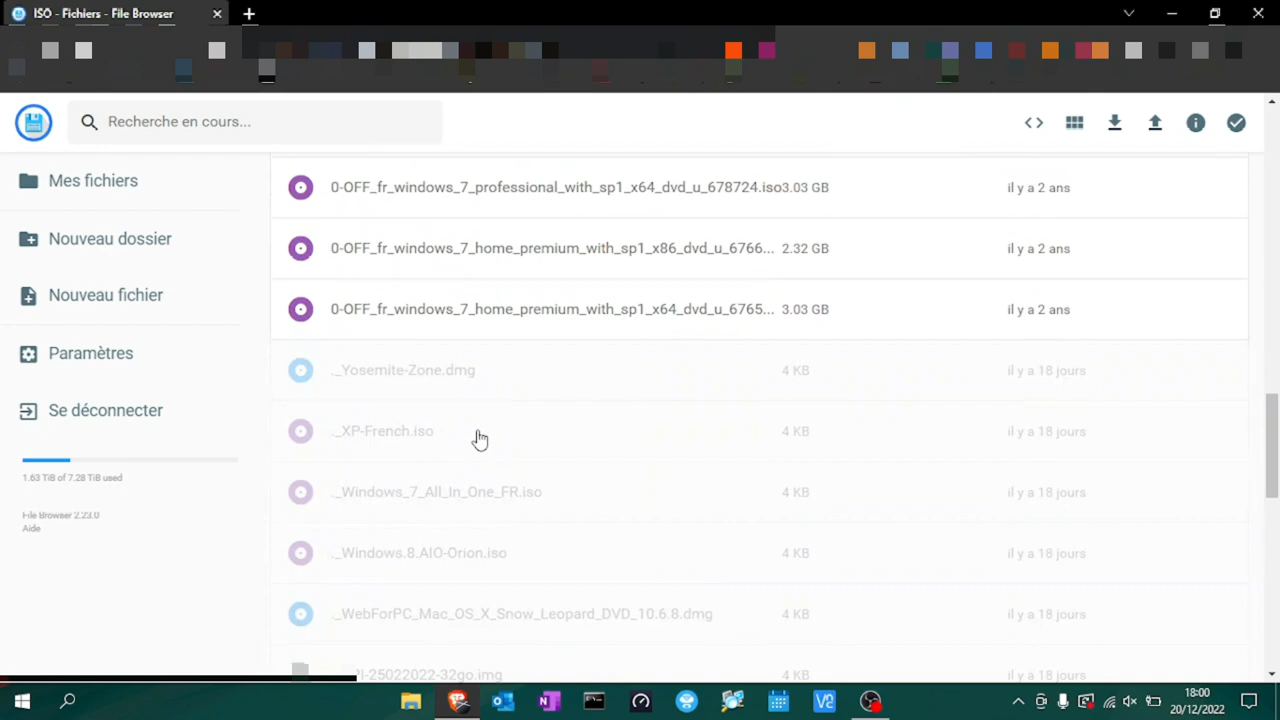 ISO - Fichiers - File Browser
Recherche en cours...
Mes fichiers
Nouveau dossier
Nouveau fichier
Paramètres
Se déconnecter
1.63 TiB of 7.28 TiB used
File Browser 2.23.0
Aide
0-OFF_fr_windows_7_professional_with_sp1_x64_dvd_u_678724.iso 3.03 GB il y a 2 ans
0-OFF_fr_windows_7_home_premium_with_sp1_x86_dvd_u_6766... 2.32 GB il y a 2 ans
0-OFF_fr_windows_7_home_premium_with_sp1_x64_dvd_u_6765... 3.03 GB il y a 2 ans
._Yosemite-Zone.dmg 4 KB il y a 18 jours
._XP-French.iso 4 KB il y a 18 jours
._Windows_7_All_In_One_FR.iso 4 KB il y a 18 jours
._Windows.8.AIO-Orion.iso 4 KB il y a 18 jours
._WebForPC_Mac_OS_X_Snow_Leopard_DVD_10.6.8.dmg 4 KB il y a 18 jours
4 KB il y a 18 jours
18:00
20/12/2022